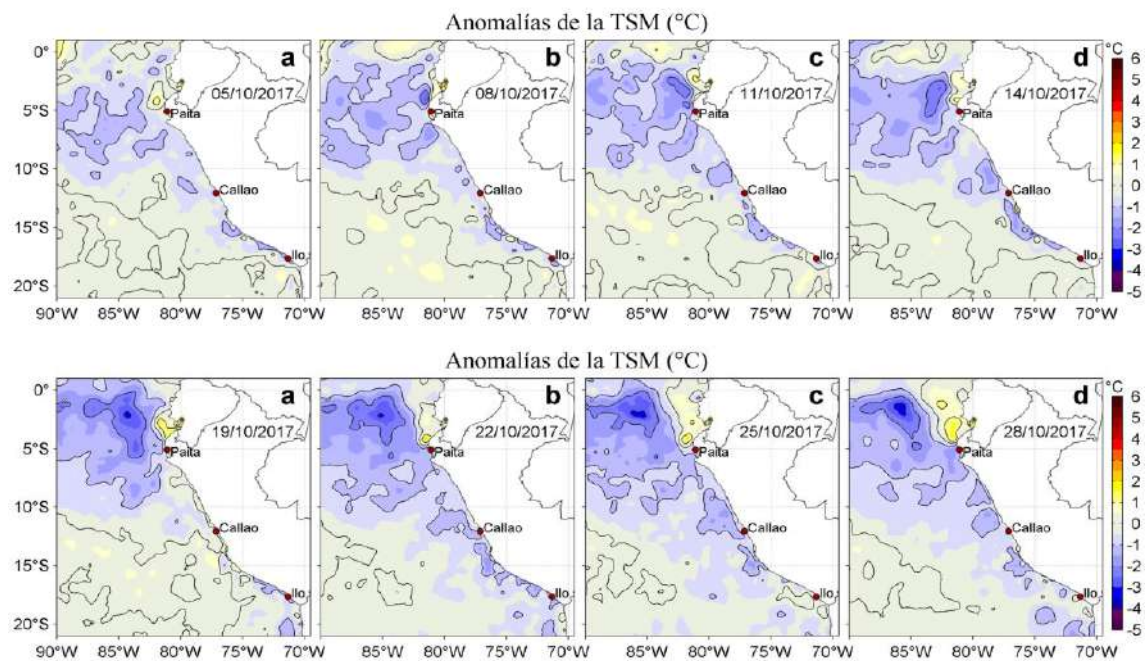 Anomalías de la TSM (°C)
a b c d
05/10/2017 08/10/2017 11/10/2017 14/10/2017
0°
5°S
10°S
15°S
20°S
Paita Paita Paita Paita
Callao Callao Callao Callao
Ilo Ilo Ilo Ilo
90°W 85°W 80°W 75°W 70°W 85°W 80°W 75°W 70°W 85°W 80°W 75°W 70°W 85°W 80°W 75°W 70°W
°C
6
5
4
3
2
1
0
-1
-2
-3
-4
-5
Anomalías de la TSM (°C)
a b c d
19/10/2017 22/10/2017 25/10/2017 28/10/2017
0°
5°S
10°S
15°S
20°S
Paita Paita Paita Paita
Callao Callao Callao Callao
Ilo Ilo Ilo Ilo
90°W 85°W 80°W 75°W 70°W 85°W 80°W 75°W 70°W 85°W 80°W 75°W 70°W 85°W 80°W 75°W 70°W
°C
6
5
4
3
2
1
0
-1
-2
-3
-4
-5